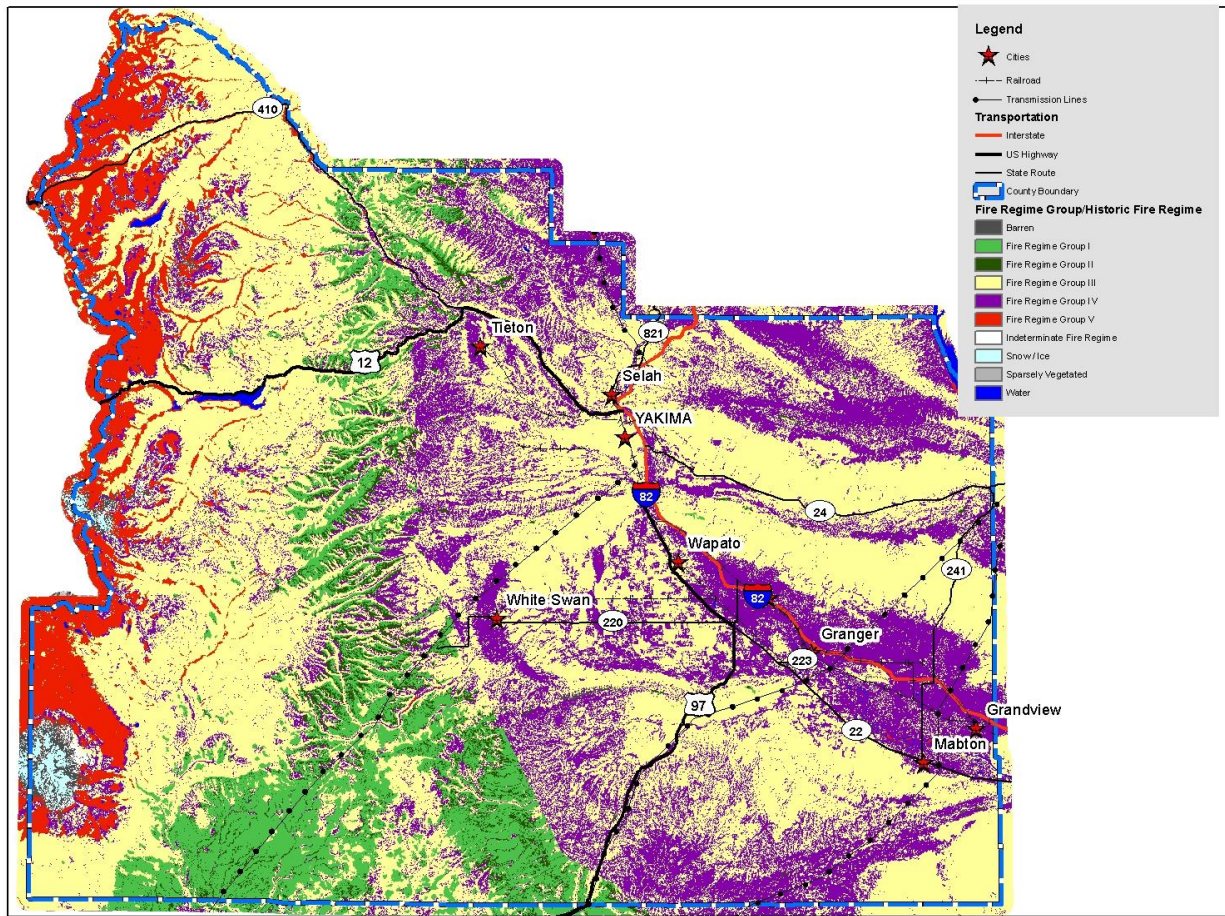 Legend
Cities
Railroad
Transmission Lines
Transportation
Interstate
US Highway
State Route
County Boundary
Fire Regime Group/Historic Fire Regime
Barren
Fire Regime Group I
Fire Regime Group II
Fire Regime Group III
Fire Regime Group IV
Fire Regime Group V
Indeterminate Fire Regime
Snow / Ice
Sparsely Vegetated
Water
410
821
Tieton
12
Selah
YAKIMA
82
24
Wapato
241
82
White Swan
220
Granger
223
97
Grandview
22
Mabton